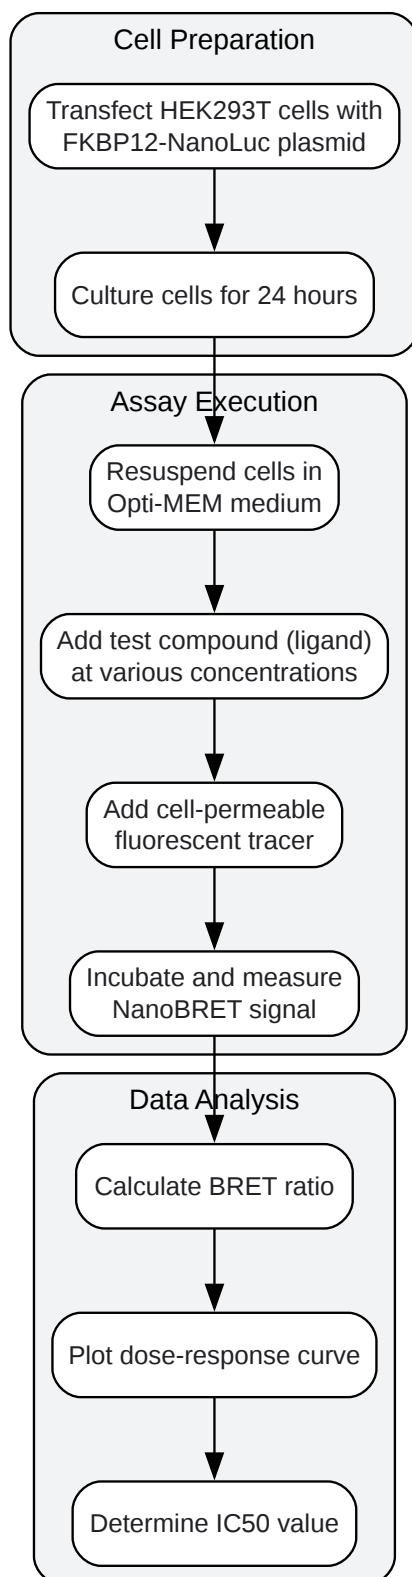 Cell Preparation
Transfect HEK293T cells with
FKBP12-NanoLuc plasmid
Culture cells for 24 hours
Assay Execution
Resuspend cells in
Opti-MEM medium
Add test compound (ligand)
at various concentrations
Add cell-permeable
fluorescent tracer
Incubate and measure
NanoBRET signal
Data Analysis
Calculate BRET ratio
Plot dose-response curve
Determine IC50 value